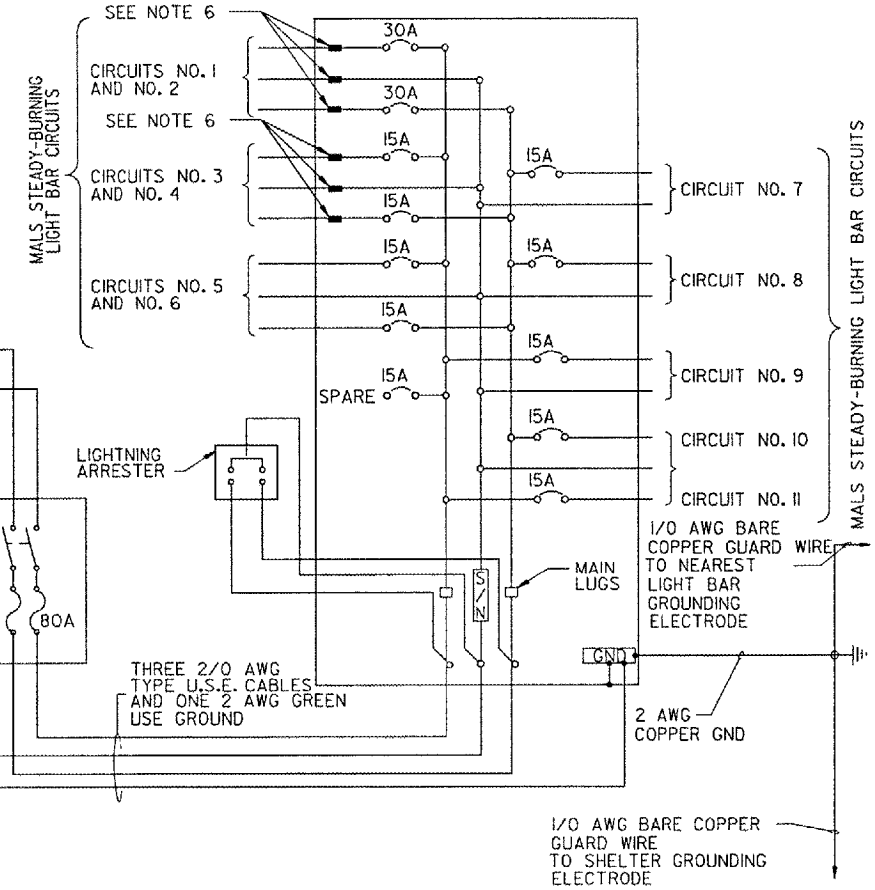 SEE NOTE 6
30A
CIRCUITS NO. 1
AND NO. 2
30A
SEE NOTE 6
MALS STEADY-BURNING
LIGHT BAR CIRCUITS
15A
CIRCUITS NO. 3
AND NO. 4
15A
15A
CIRCUITS NO. 5
AND NO. 6
15A
15A
SPARE
15A
CIRCUIT NO. 7
15A
CIRCUIT NO. 8
15A
CIRCUIT NO. 9
15A
CIRCUIT NO. 10
15A
CIRCUIT NO. 11
MALS STEADY-BURNING LIGHT BAR CIRCUITS
LIGHTNING
ARRESTER
1/0 AWG BARE
COPPER GUARD WIRE
TO NEAREST
LIGHT BAR
GROUNDING
ELECTRODE
MAIN
LUGS
S/N
80A
GND
THREE 2/0 AWG
TYPE U.S.E. CABLES
AND ONE 2 AWG GREEN
USE GROUND
2 AWG
COPPER GND
1/0 AWG BARE COPPER
GUARD WIRE
TO SHELTER GROUNDING
ELECTRODE